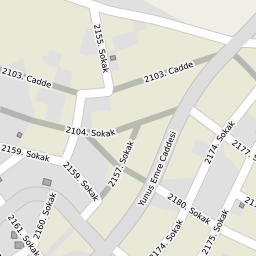 2155. Sokak
2103. Cadde
2103. Cadde
2104. Sokak
2159. Sokak
2159. Sokak
2157. Sokak
Yunus Emre Caddesi
2174. Sokak
2177.
2180. Sokak
2160. Sokak
2161. Sokak
2174. Sokak
2175. Sokak